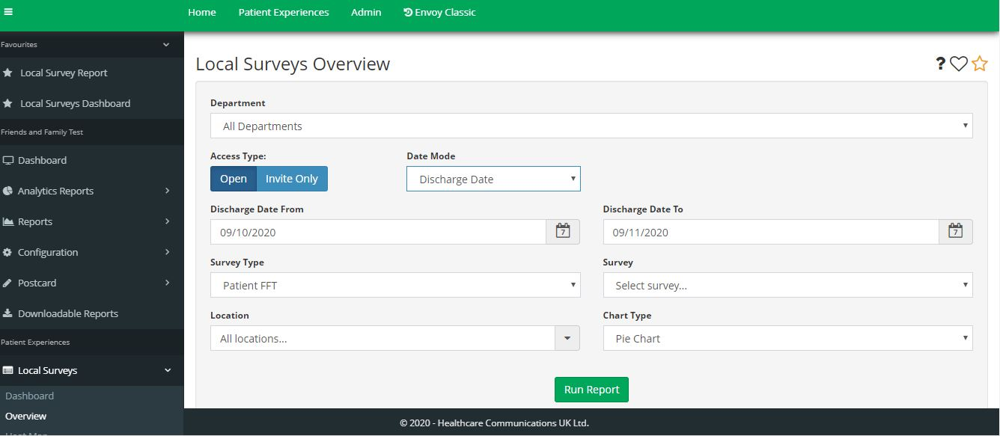 Home Patient Experiences Admin Envoy Classic
Favourites
Local Survey Report
Local Surveys Dashboard
Friends and Family Test
Dashboard
Analytics Reports
Reports
Configuration
Postcard
Downloadable Reports
Patient Experiences
Local Surveys
Dashboard
Overview
Local Surveys Overview
?
Department
All Departments
Access Type: Date Mode
Open Invite Only Discharge Date
Discharge Date From Discharge Date To
09/10/2020 7 09/11/2020 7
Survey Type Survey
Patient FFT Select survey...
Location Chart Type
All locations... Pie Chart
Run Report
© 2020 - Healthcare Communications UK Ltd.